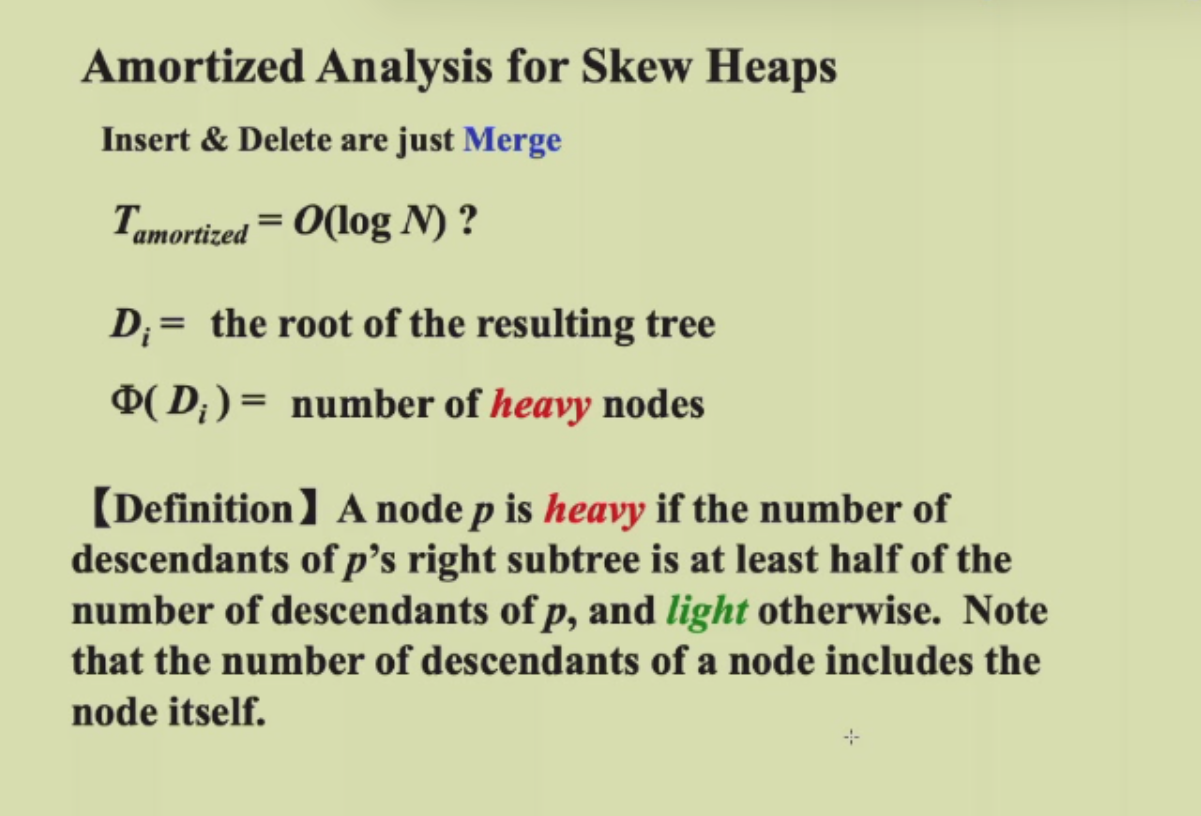 Amortized Analysis for Skew Heaps
Insert & Delete are just Merge
T_amortized = O(log N) ?
D_i = the root of the resulting tree
Φ( D_i ) = number of heavy nodes
【Definition】A node p is heavy if the number of
descendants of p’s right subtree is at least half of the
number of descendants of p, and light otherwise. Note
that the number of descendants of a node includes the
node itself.